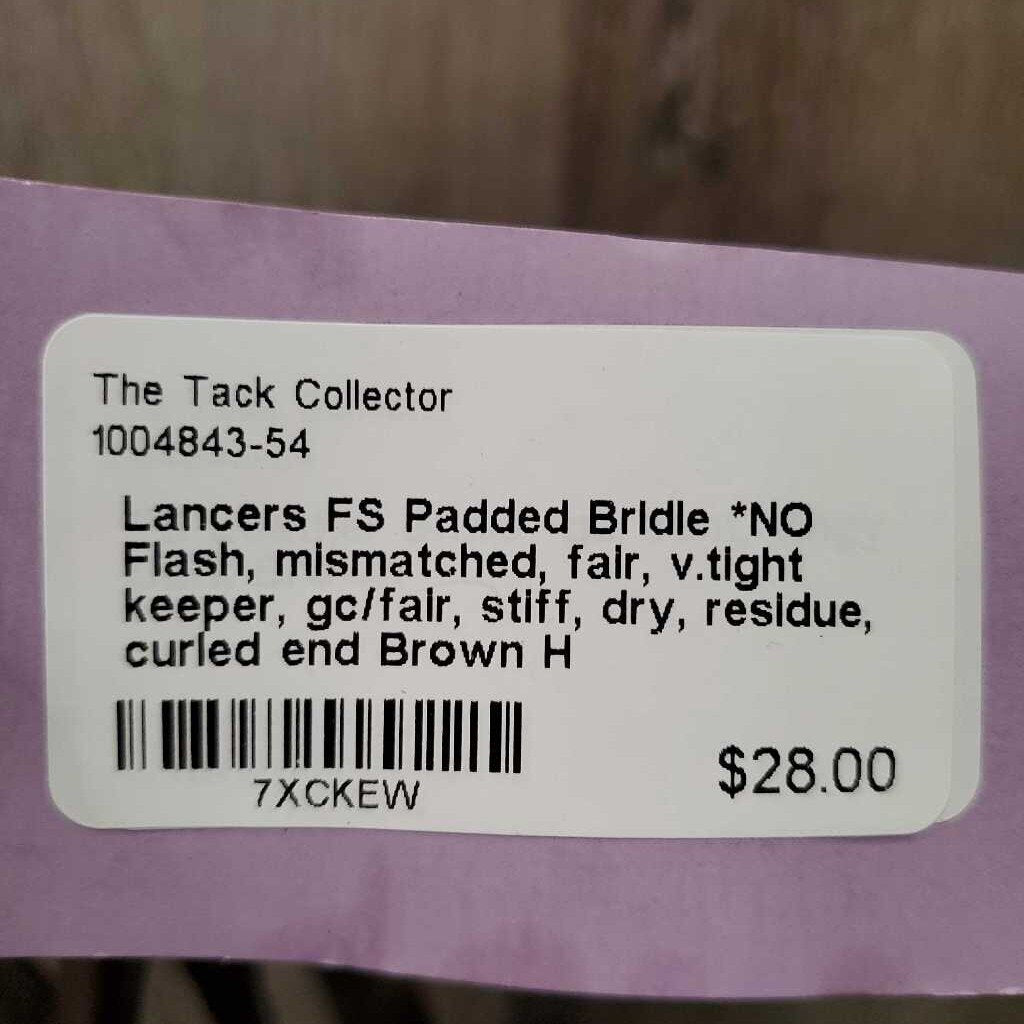 The Tack Collector
1004843-54
Lancers FS Padded Bridle *NO
Flash, mismatched, fair, v.tight
keeper, gc/fair, stiff, dry, residue,
curled end Brown H
7XCKEW
$28.00